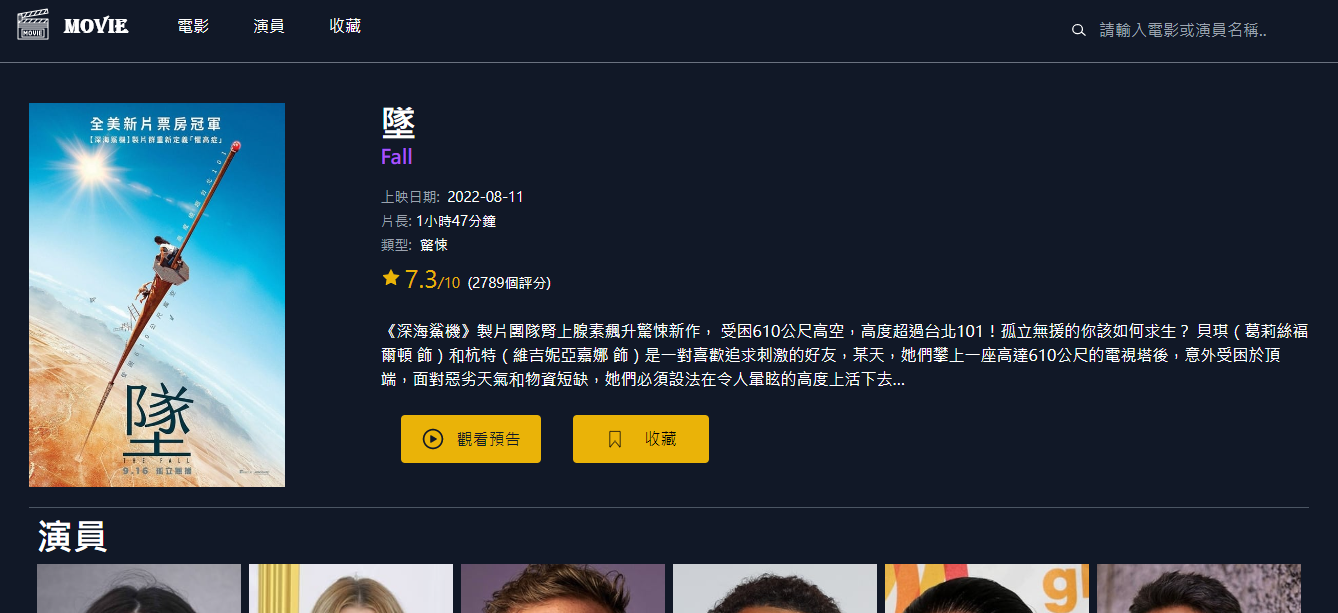 MOVIE
MOVIE 電影 演員 收藏 請輸入電影或演員名稱..
全美新片票房冠軍
【深海鯊機】製片群重新定義「懼高症」
墜
THE FALL
9.16 孤立無援
墜
Fall
上映日期: 2022-08-11
片長: 1小時47分鐘
類型: 驚悚
7.3/10 (2789個評分)
《深海鯊機》製片團隊腎上腺素飆升驚悚新作， 受困610公尺高空，高度超過台北101！孤立無援的你該如何求生？ 貝琪 ( 葛莉絲福
爾頓 飾 ) 和杭特 ( 維吉妮亞嘉娜 飾 ) 是一對喜歡追求刺激的好友，某天，她們攀上一座高達610公尺的電視塔後，意外受困於頂
端，面對惡劣天氣和物資短缺，她們必須設法在令人暈眩的高度上活下去...
觀看預告 收藏
演員